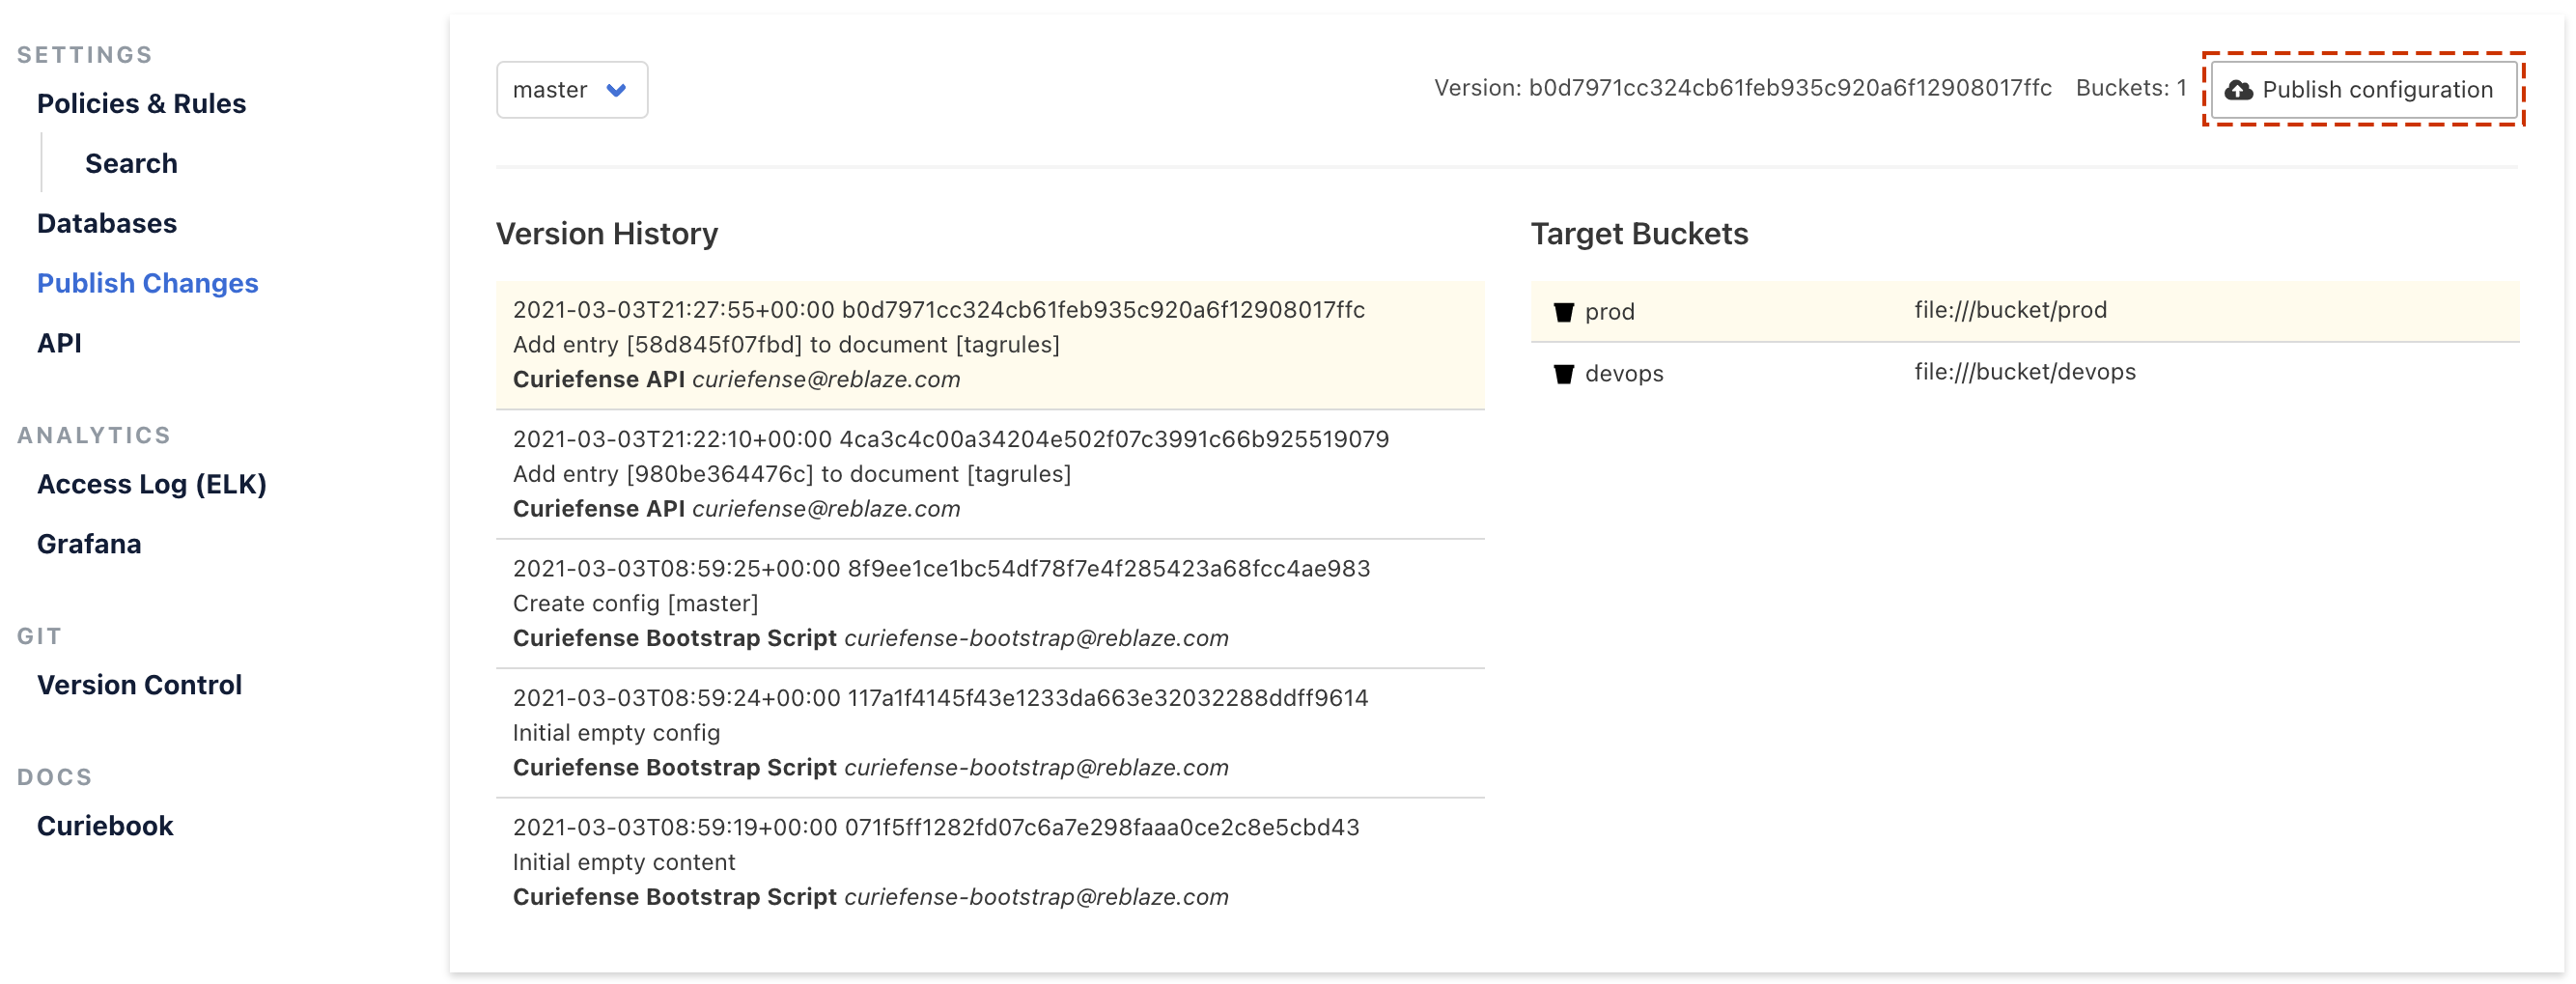 SETTINGS
Policies & Rules
Search
Databases
Publish Changes
API
ANALYTICS
Access Log (ELK)
Grafana
GIT
Version Control
DOCS
Curiebook
master
Version: b0d7971cc324cb61feb935c920a6f12908017ffc Buckets: 1 Publish configuration
Version History
2021-03-03T21:27:55+00:00 b0d7971cc324cb61feb935c920a6f12908017ffc
Add entry [58d845f07fbd] to document [tagrules]
Curiefense API curiefense@reblaze.com
2021-03-03T21:22:10+00:00 4ca3c4c00a34204e502f07c3991c66b925519079
Add entry [980be364476c] to document [tagrules]
Curiefense API curiefense@reblaze.com
2021-03-03T08:59:25+00:00 8f9ee1ce1bc54df78f7e4f285423a68fcc4ae983
Create config [master]
Curiefense Bootstrap Script curiefense-bootstrap@reblaze.com
2021-03-03T08:59:24+00:00 117a1f4145f43e1233da663e32032288ddff9614
Initial empty config
Curiefense Bootstrap Script curiefense-bootstrap@reblaze.com
2021-03-03T08:59:19+00:00 071f5ff1282fd07c6a7e298faaa0ce2c8e5cbd43
Initial empty content
Curiefense Bootstrap Script curiefense-bootstrap@reblaze.com
Target Buckets
prod file:///bucket/prod
devops file:///bucket/devops